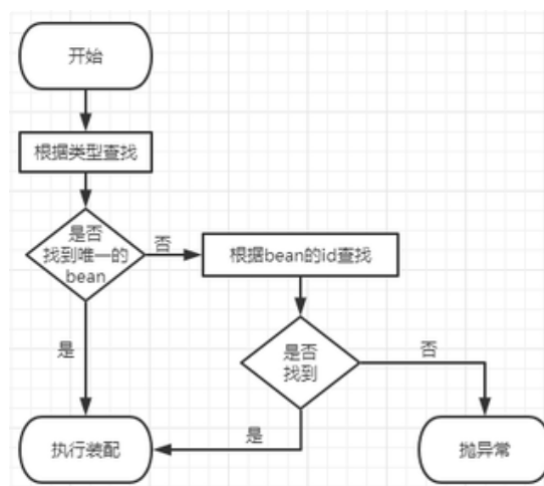 开始
根据类型查找
是否
找到唯一的
bean
否
根据bean的id查找
是
是否
找到
否
是
执行装配
抛异常